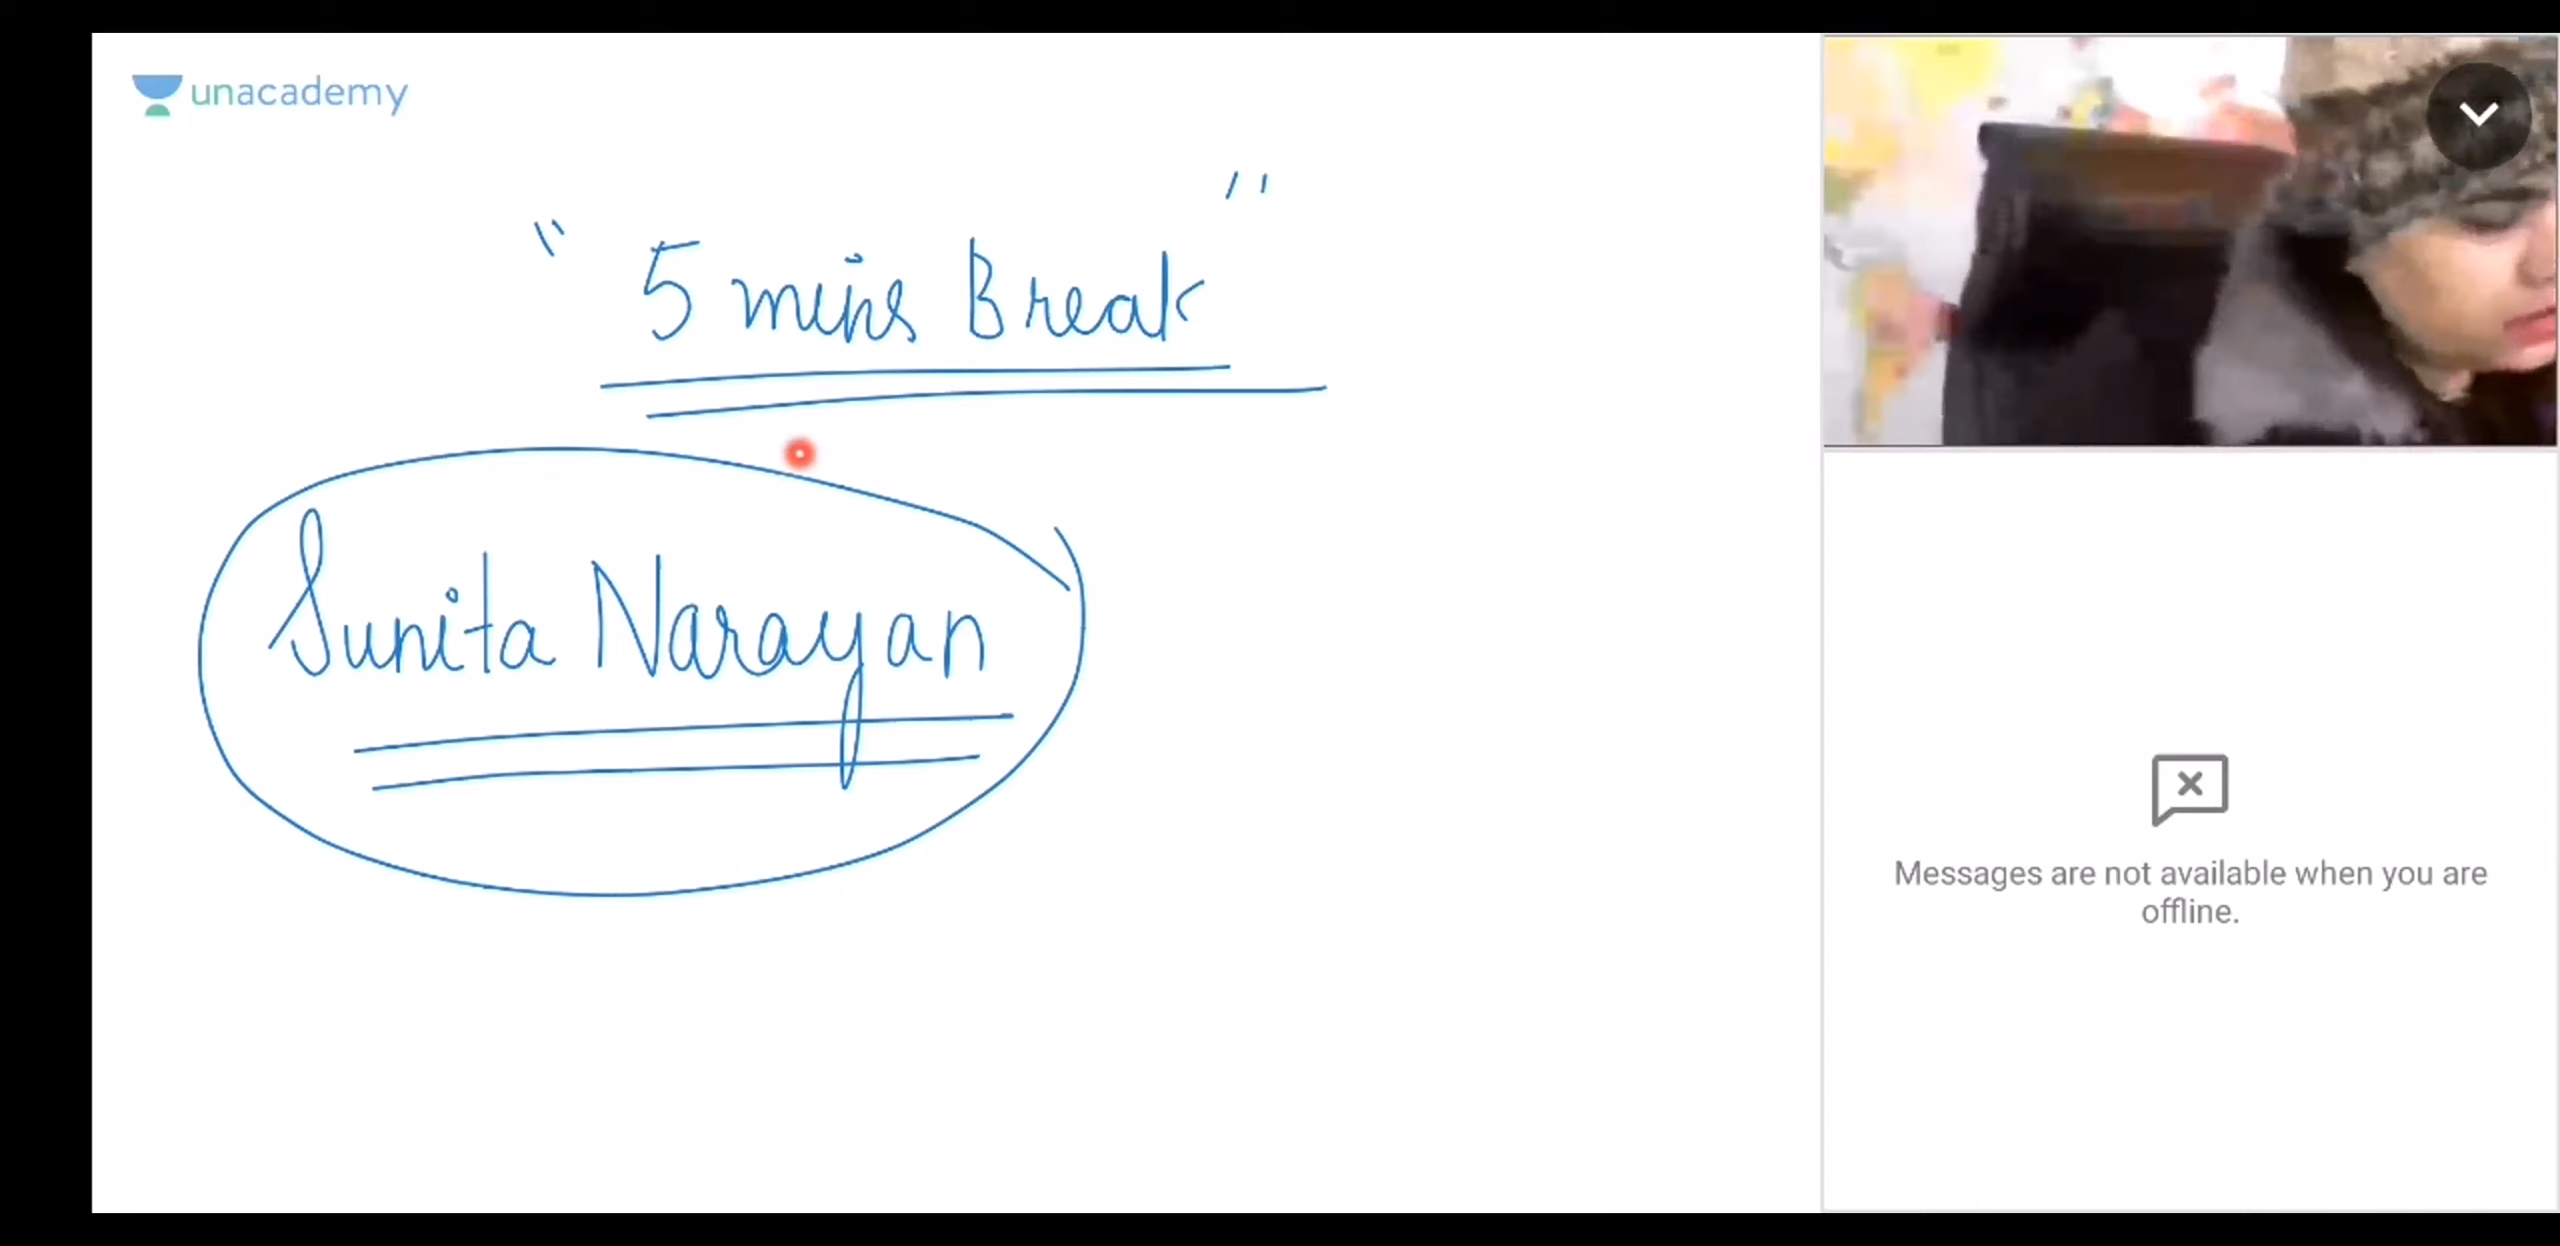 unacademy
" 5 mins Break "
Sunita Narayan
Messages are not available when you are
offline.